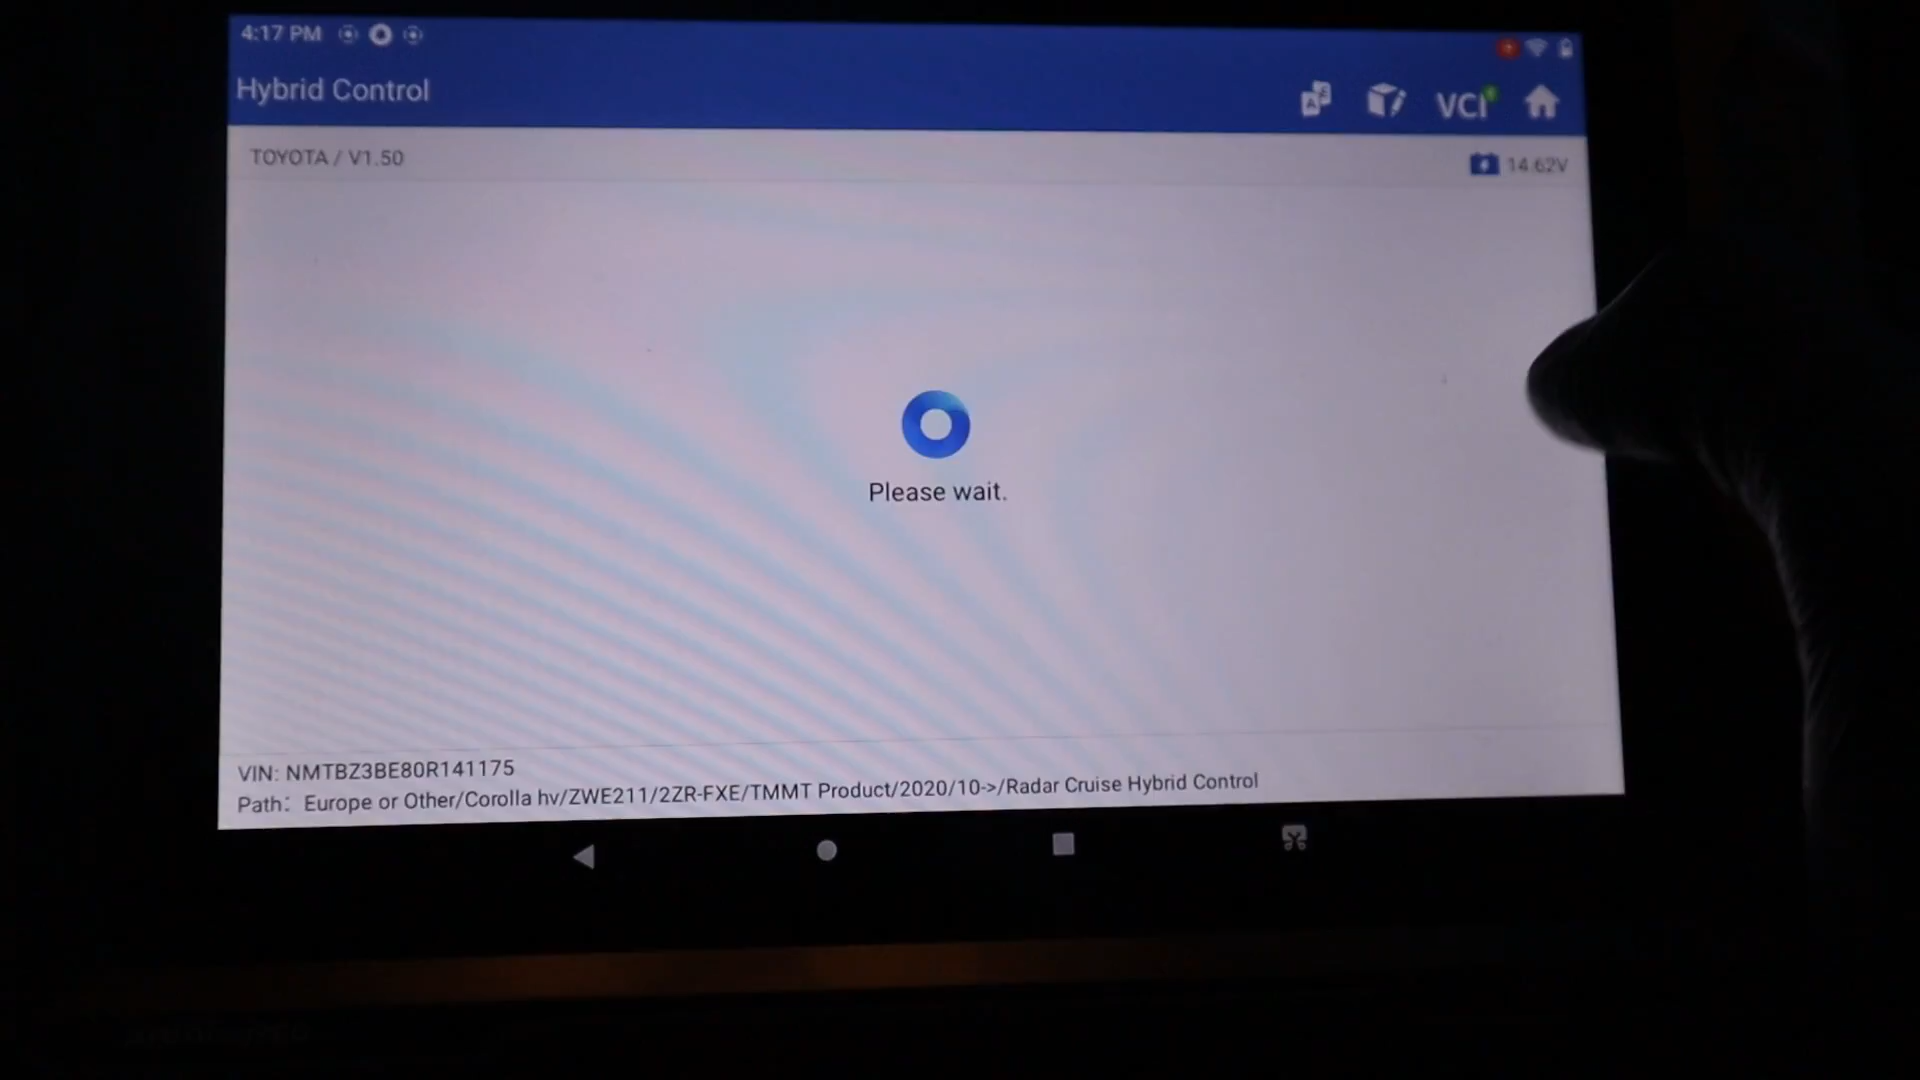 4:17 PM
Hybrid Control
VCI
TOYOTA / V1.50
14.62V
Please wait.
VIN: NMTBZ3BE80R141175
Path: Europe or Other/Corolla hv/ZWE211/2ZR-FXE/TMMT Product/2020/10->/Radar Cruise Hybrid Control